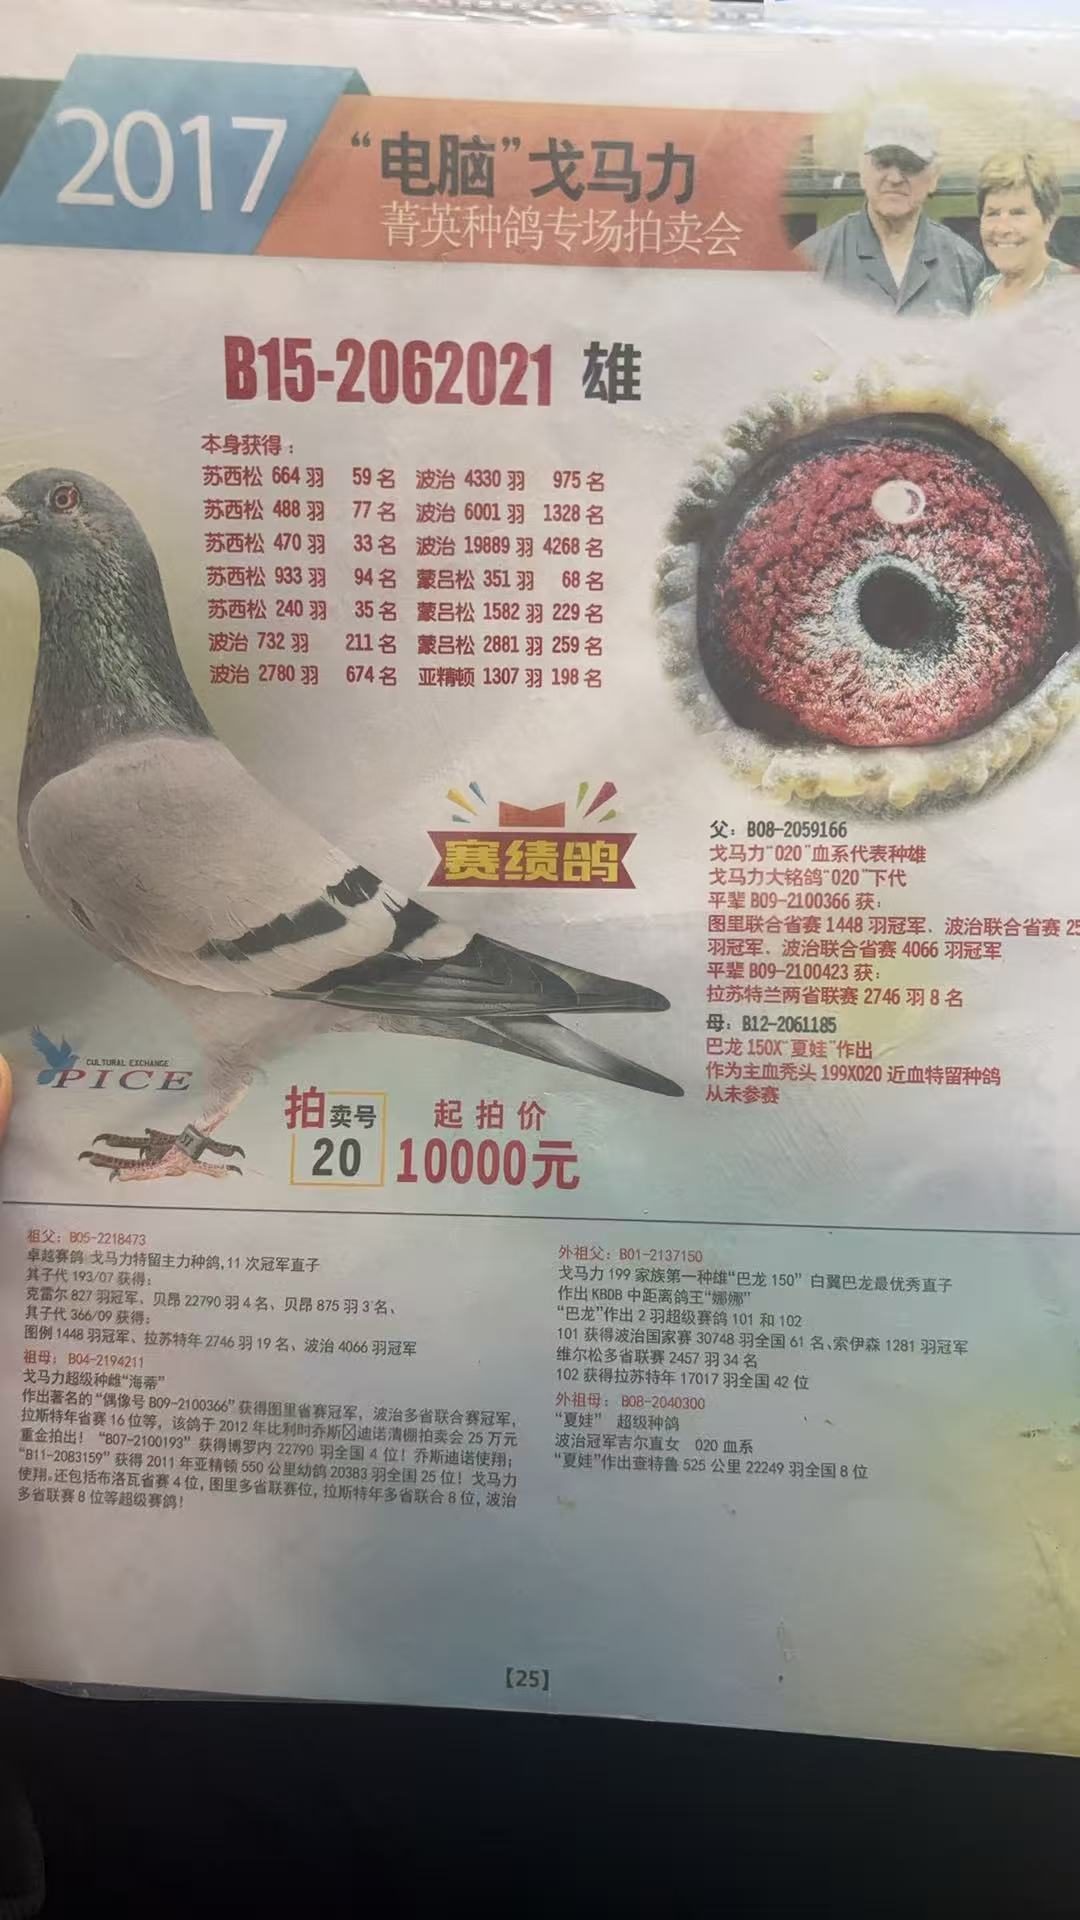 2017
“电脑”戈马力
菁英种鸽专场拍卖会
B15-2062021 雄
本身获得：
苏西松 664 羽 59 名 波治 4330 羽 975 名
苏西松 488 羽 77 名 波治 6001 羽 1328 名
苏西松 470 羽 33 名 波治 19889 羽 4268 名
苏西松 933 羽 94 名 蒙吕松 351 羽 68 名
苏西松 240 羽 35 名 蒙吕松 1582 羽 229 名
波治 732 羽 211 名 蒙吕松 2881 羽 259 名
波治 2780 羽 674 名 亚精顿 1307 羽 198 名
赛绩鸽
父：B08-2059166
戈马力“020”血系代表种雄
戈马力大铭鸽“020”下代
平辈 B09-2100366 获：
图里联合省赛 1448 羽冠军、波治联合省赛 25
羽冠军、波治联合省赛 4066 羽冠军
平辈 B09-2100423 获：
拉苏特兰两省联赛 2746 羽 8 名
母：B12-2061185
巴龙 150X“夏娃”作出
作为主血秃头 199X020 近血特留种鸽
从未参赛
CULTURAL EXCHANGE
PICE
拍卖号
20
起拍价
10000元
祖父：B05-2218473
卓越赛鸽 戈马力特留主力种鸽,11 次冠军直子
其子代 193/07 获得：
克雷尔 827 羽冠军、贝昂 22790 羽 4 名、贝昂 875 羽 3 名、
其子代 366/09 获得：
图例 1448 羽冠军、拉苏特年 2746 羽 19 名、波治 4066 羽冠军
祖母：B04-2194211
戈马力超级种雌“海蒂”
作出著名的“偶像号 B09-2100366”获得图里省赛冠军，波治多省联合赛冠军，
拉斯特年省赛 16 位等，该鸽于 2012 年比利时乔斯☒迪诺清棚拍卖会 25 万元
重金拍出！“B07-2100193”获得博罗内 22790 羽全国 4 位！乔斯迪诺使翔；
“B11-2083159”获得 2011 年亚精顿 550 公里幼鸽 20383 羽全国 25 位！戈马力
使翔。还包括布洛瓦省赛 4 位，图里多省联赛位，拉斯特年多省联合 8 位，波治
多省联赛 8 位等超级赛鸽！
外祖父：B01-2137150
戈马力 199 家族第一种雄“巴龙 150” 白翼巴龙最优秀直子
作出 KBDB 中距离鸽王“娜娜”
“巴龙”作出 2 羽超级赛鸽 101 和 102
101 获得波治国家赛 30748 羽全国 61 名、索伊森 1281 羽冠军
维尔松多省联赛 2457 羽 34 名
102 获得拉苏特年 17017 羽全国 42 位
外祖母：B08-2040300
“夏娃” 超级种鸽
波治冠军吉尔直女 020 血系
“夏娃”作出查特鲁 525 公里 22249 羽全国 8 位
【25】